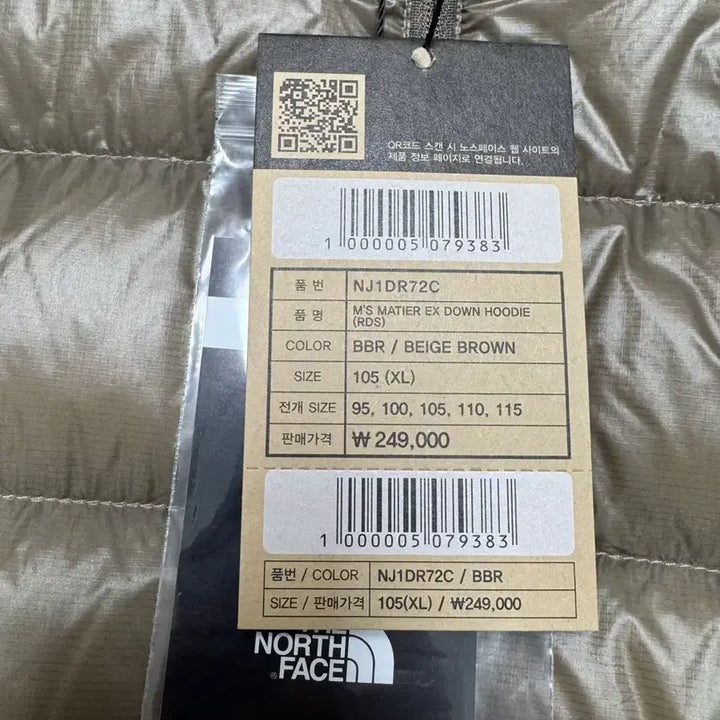 QR코드 스캔 시 노스페이스 웹 사이트의
제품 정보 페이지로 연결됩니다.
1 000005 079383
품 번 NJ1DR72C
품 명 M'S MATIER EX DOWN HOODIE
(RDS)
COLOR BBR / BEIGE BROWN
SIZE 105 (XL)
전개 SIZE 95, 100, 105, 110, 115
판매가격 ₩ 249,000
1 000005 079383
품번 / COLOR NJ1DR72C / BBR
SIZE / 판매가격 105(XL) / ₩249,000
THE
NORTH
FACE
®